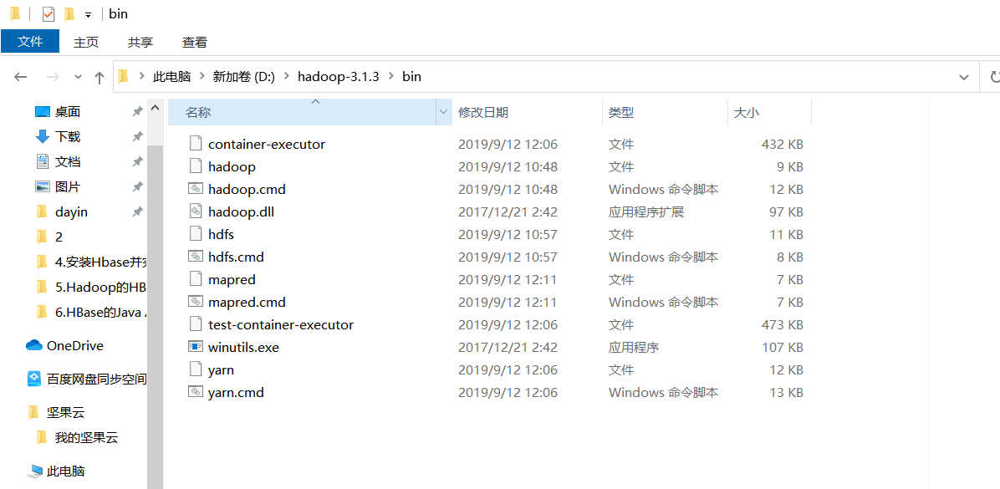 bin
文件 主页 共享 查看
此电脑 新加卷 (D:) hadoop-3.1.3 bin
桌面
下载
文档
图片
dayin
2
4.安装Hbase并完
5.Hadoop的HB
6.HBase的Java
OneDrive
百度网盘同步空间
坚果云
我的坚果云
此电脑
名称 修改日期 类型 大小
container-executor 2019/9/12 12:06 文件 432 KB
hadoop 2019/9/12 10:48 文件 9 KB
hadoop.cmd 2019/9/12 10:48 Windows 命令脚本 12 KB
hadoop.dll 2017/12/21 2:42 应用程序扩展 97 KB
hdfs 2019/9/12 10:57 文件 11 KB
hdfs.cmd 2019/9/12 10:57 Windows 命令脚本 8 KB
mapred 2019/9/12 12:11 文件 7 KB
mapred.cmd 2019/9/12 12:11 Windows 命令脚本 7 KB
test-container-executor 2019/9/12 12:06 文件 473 KB
winutils.exe 2017/12/21 2:42 应用程序 107 KB
yarn 2019/9/12 12:06 文件 12 KB
yarn.cmd 2019/9/12 12:06 Windows 命令脚本 13 KB